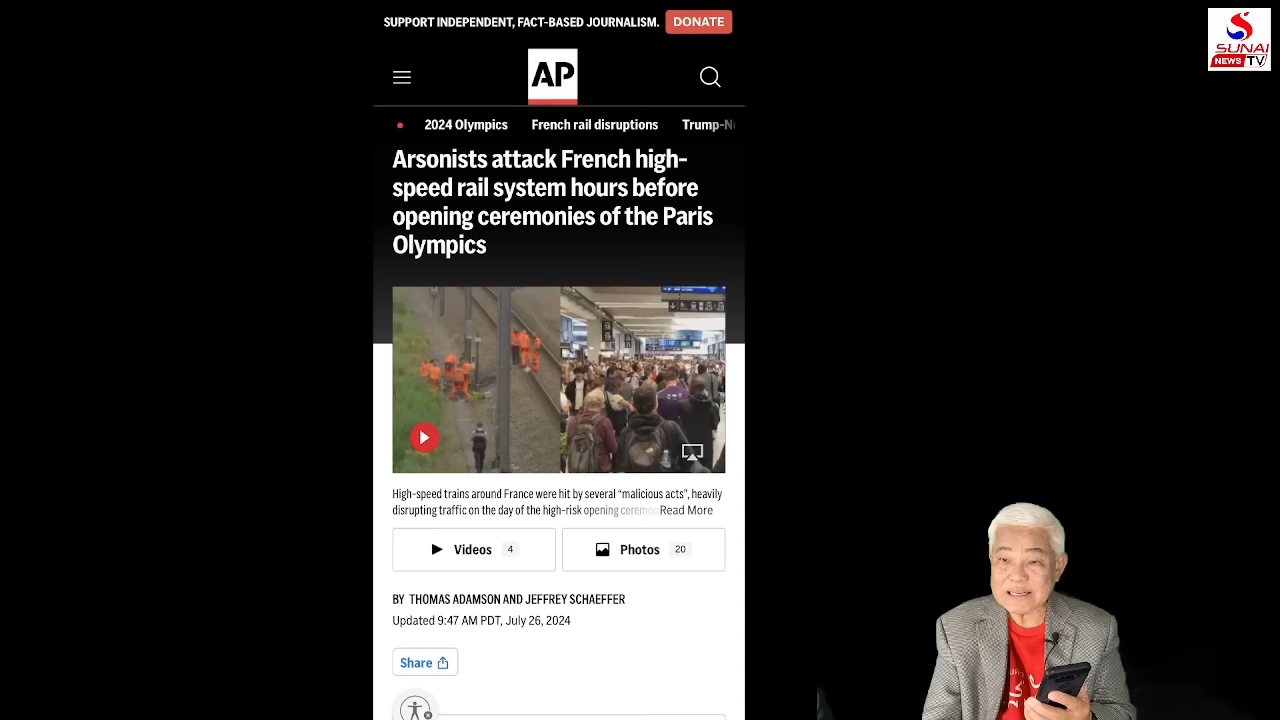 SUPPORT INDEPENDENT, FACT-BASED JOURNALISM. DONATE
AP
2024 Olympics French rail disruptions
Arsonists attack French high-
speed rail system hours before
opening ceremonies of the Paris
Olympics
High-speed trains around France were hit by several “malicious acts”, heavily
disrupting traffic on the day of the high-risk opening Read More
Videos 4
Photos 20
BY THOMAS ADAMSON AND JEFFREY SCHAEFFER
Updated 9:47 AM PDT, July 26, 2024
Share
SUNAI
NEWS TV